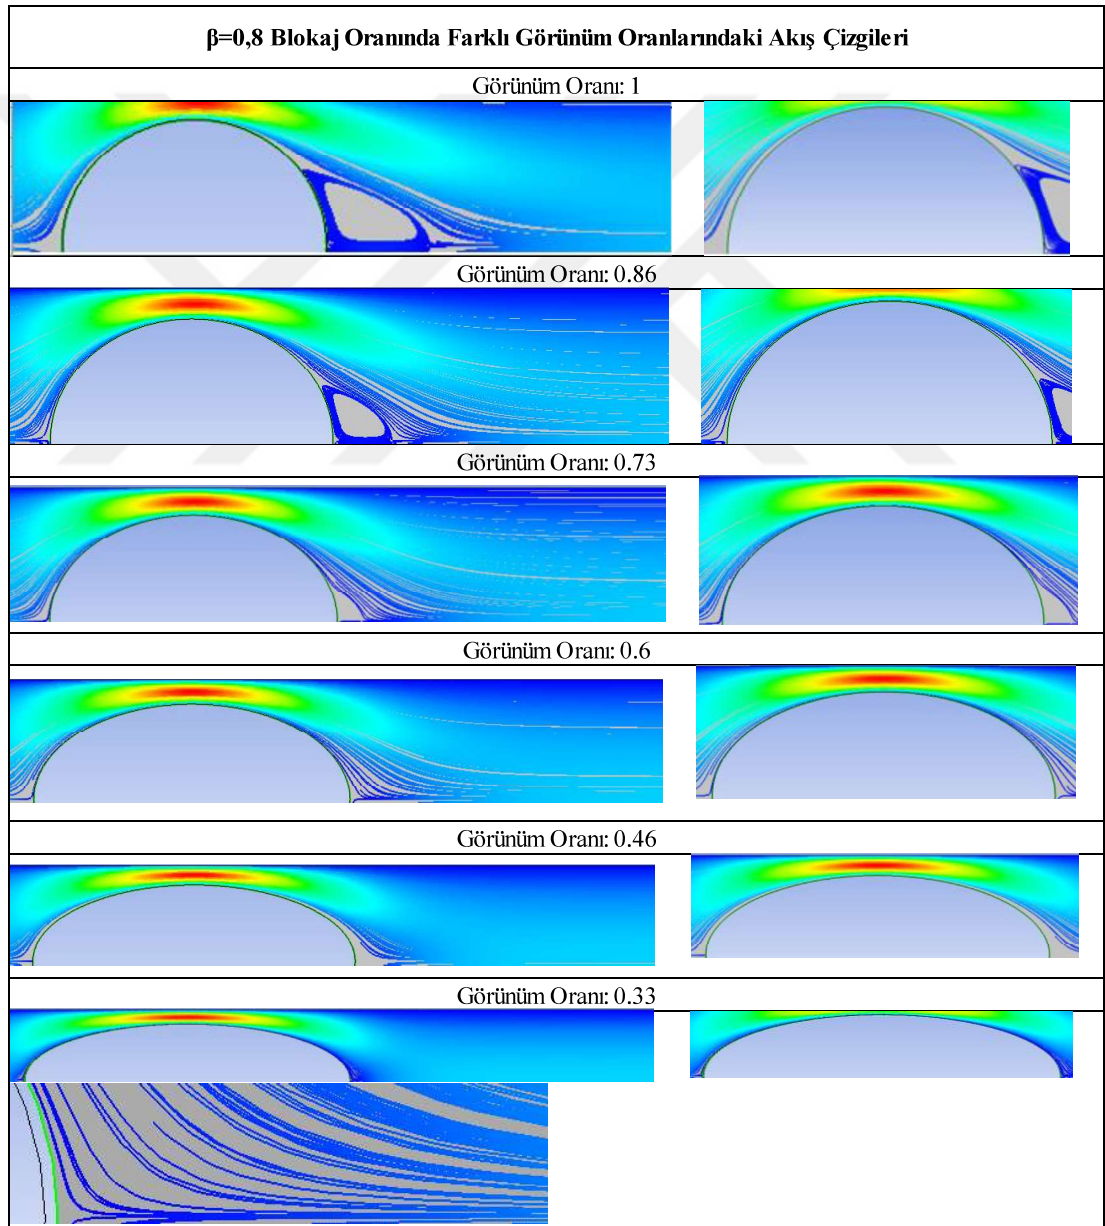 β=0,8 Blokaj Oranında Farklı Görünüm Oranlarındaki Akış Çizgileri
Görünüm Oranı: 1
Görünüm Oranı: 0.86
Görünüm Oranı: 0.73
Görünüm Oranı: 0.6
Görünüm Oranı: 0.46
Görünüm Oranı: 0.33